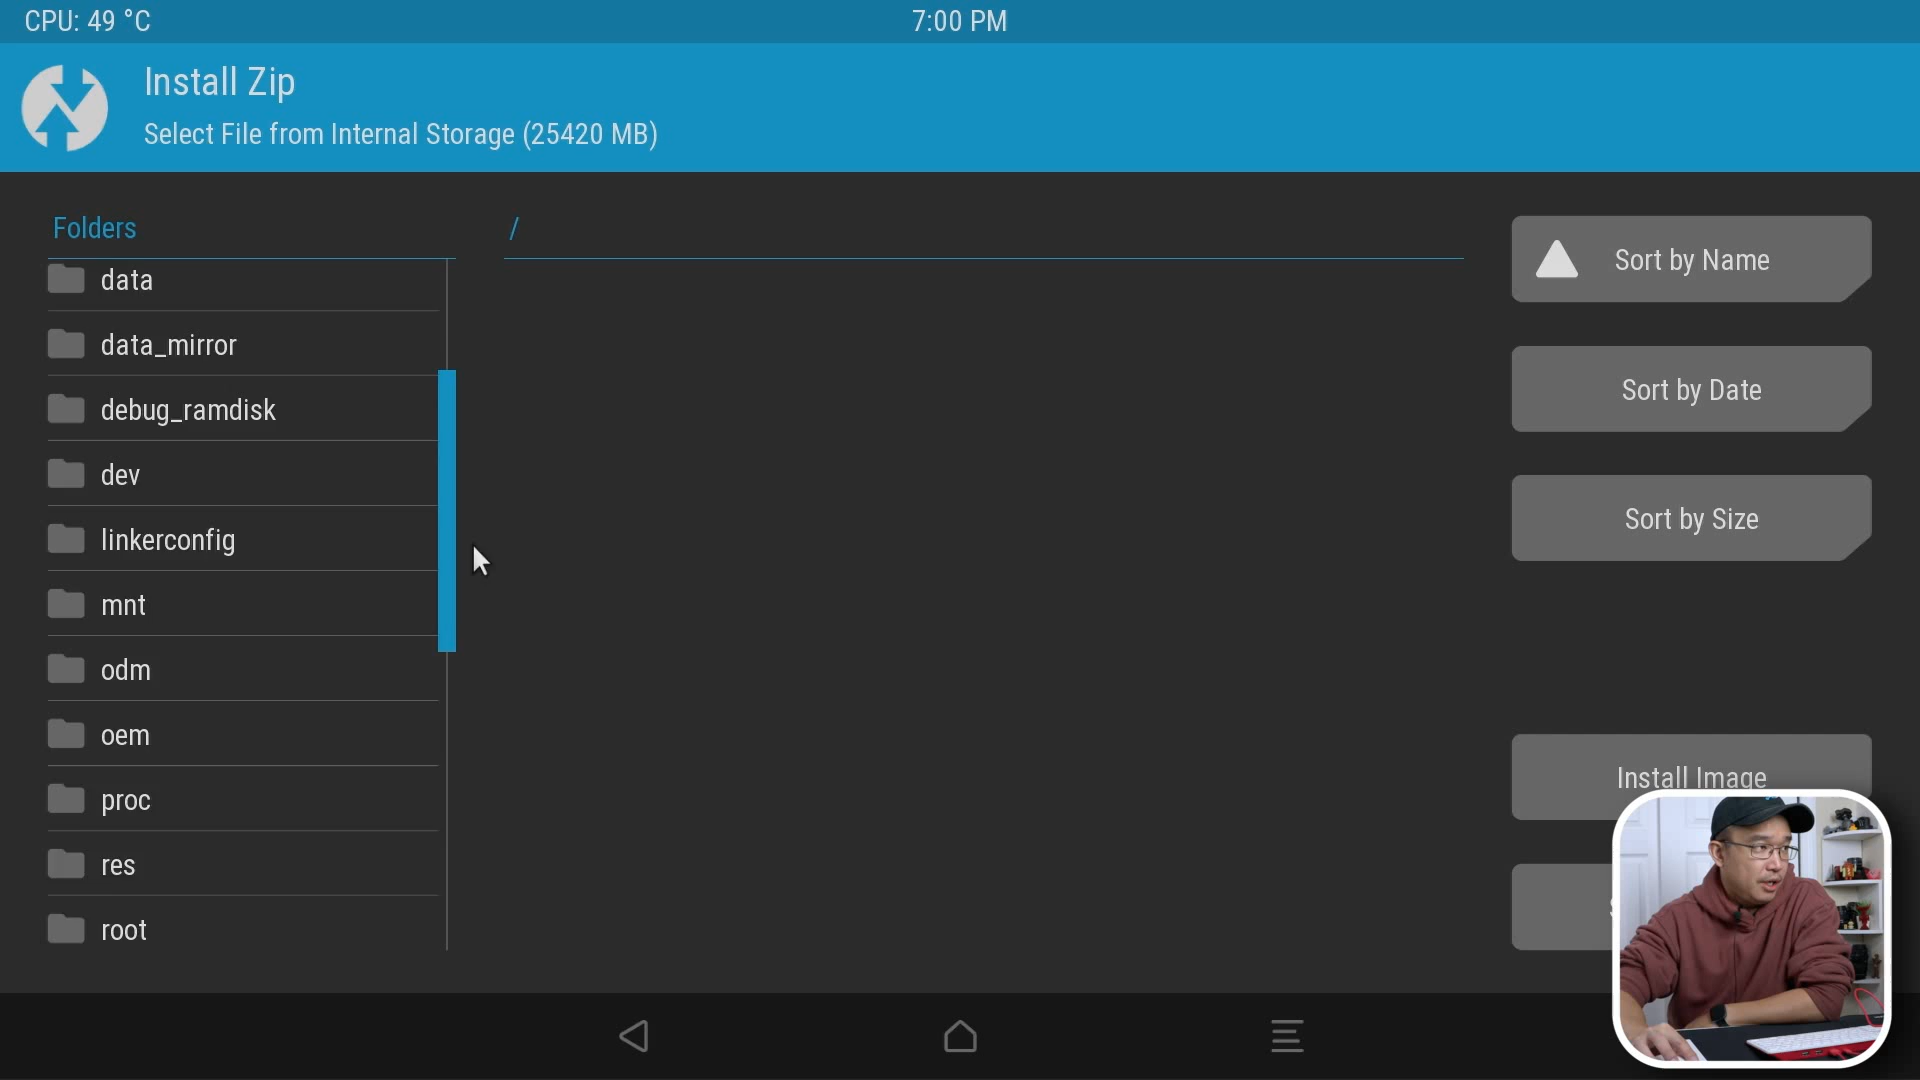 CPU: 49 °C
7:00 PM
Install Zip
Select File from Internal Storage (25420 MB)
Folders
/
data
data_mirror
debug_ramdisk
dev
linkerconfig
mnt
odm
oem
proc
res
root
Sort by Name
Sort by Date
Sort by Size
Install Image